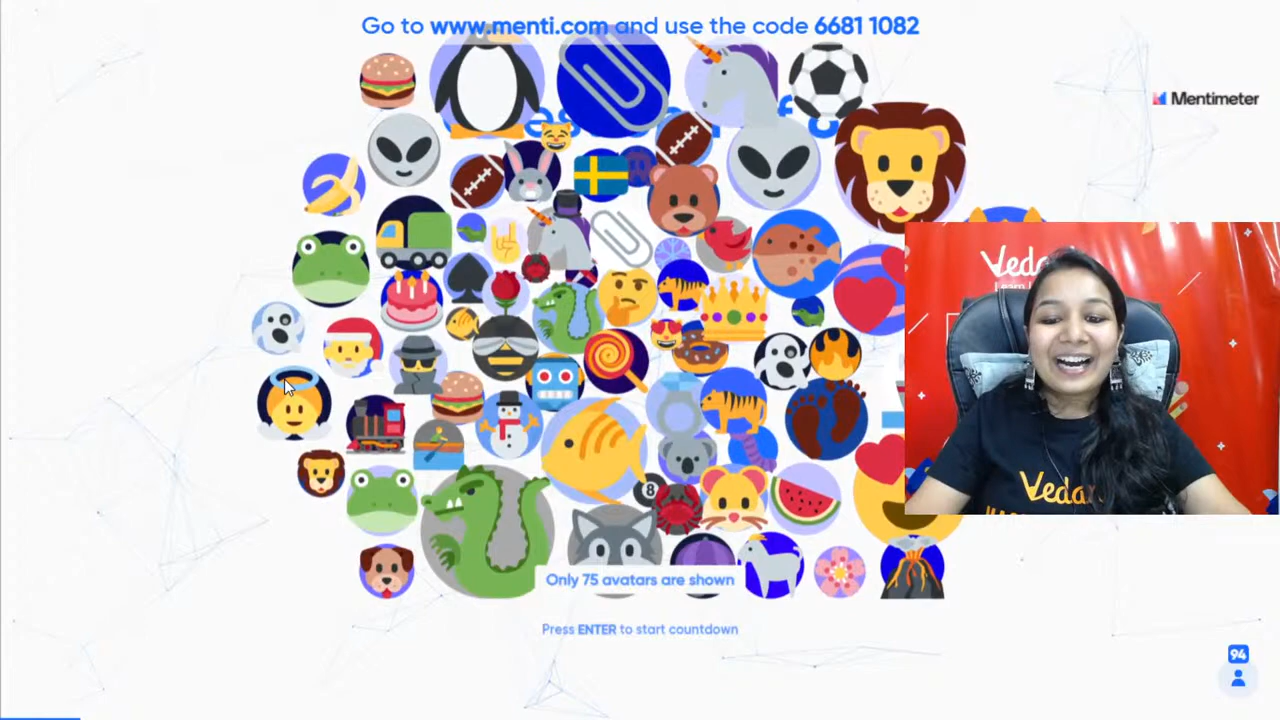 Go to www.menti.com and use the code 6681 1082
Mentimeter
8
Only 75 avatars are shown
Press ENTER to start countdown
94